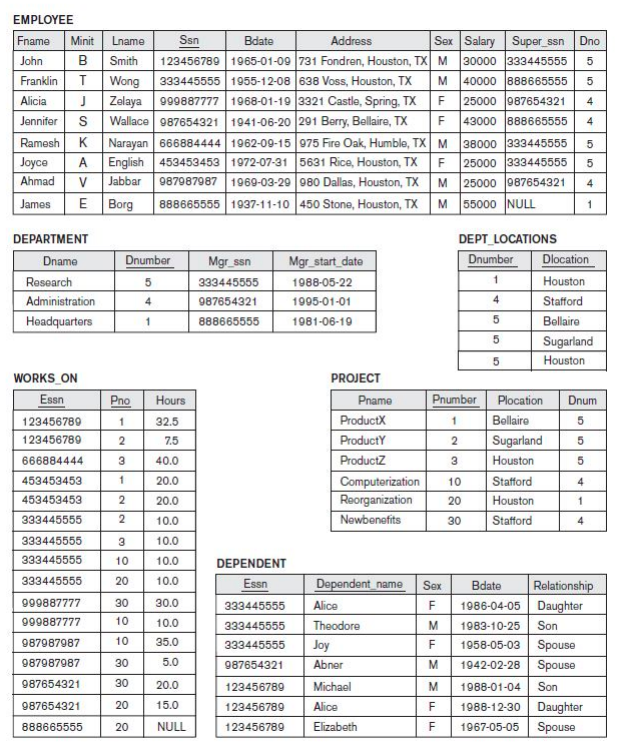 EMPLOYEE
Fname Minit Lname Ssn Bdate Address Sex Salary Super_ssn Dno
John B Smith 123456789 1965-01-09 731 Fondren, Houston, TX M 30000 333445555 5
Franklin T Wong 333445555 1955-12-08 638 Voss, Houston, TX M 40000 888665555 5
Alicia J Zelaya 999887777 1968-01-19 3321 Castle, Spring, TX F 25000 987654321 4
Jennifer S Wallace 987654321 1941-06-20 291 Berry, Bellaire, TX F 43000 888665555 4
Ramesh K Narayan 666884444 1962-09-15 975 Fire Oak, Humble, TX M 38000 333445555 5
Joyce A English 453453453 1972-07-31 5631 Rice, Houston, TX F 25000 333445555 5
Ahmad V Jabbar 987987987 1969-03-29 980 Dallas, Houston, TX M 25000 987654321 4
James E Borg 888665555 1937-11-10 450 Stone, Houston, TX M 55000 NULL 1
DEPARTMENT
Dname Dnumber Mgr_ssn Mgr_start_date
Research 5 333445555 1988-05-22
Administration 4 987654321 1995-01-01
Headquarters 1 888665555 1981-06-19
DEPT_LOCATIONS
Dnumber Dlocation
1 Houston
4 Stafford
5 Bellaire
5 Sugarland
5 Houston
WORKS_ON
Essn Pno Hours
123456789 1 32.5
123456789 2 7.5
666884444 3 40.0
453453453 1 20.0
453453453 2 20.0
333445555 2 10.0
333445555 3 10.0
333445555 10 10.0
333445555 20 10.0
999887777 30 30.0
999887777 10 10.0
987987987 10 35.0
987987987 30 5.0
987654321 30 20.0
987654321 20 15.0
888665555 20 NULL
PROJECT
Pname Pnumber Plocation Dnum
ProductX 1 Bellaire 5
ProductY 2 Sugarland 5
ProductZ 3 Houston 5
Computerization 10 Stafford 4
Reorganization 20 Houston 1
Newbenefits 30 Stafford 4
DEPENDENT
Essn Dependent_name Sex Bdate Relationship
333445555 Alice F 1986-04-05 Daughter
333445555 Theodore M 1983-10-25 Son
333445555 Joy F 1958-05-03 Spouse
987654321 Abner M 1942-02-28 Spouse
123456789 Michael M 1988-01-04 Son
123456789 Alice F 1988-12-30 Daughter
123456789 Elizabeth F 1967-05-05 Spouse